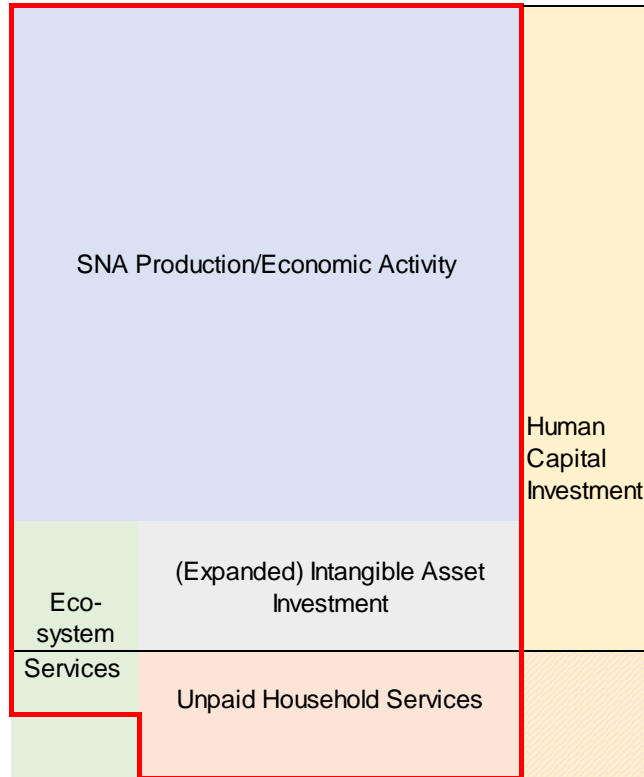 SNA Production/Economic Activity
Human
Capital
Investment
(Expanded) Intangible Asset
Investment
Eco-
system
Services
Unpaid Household Services